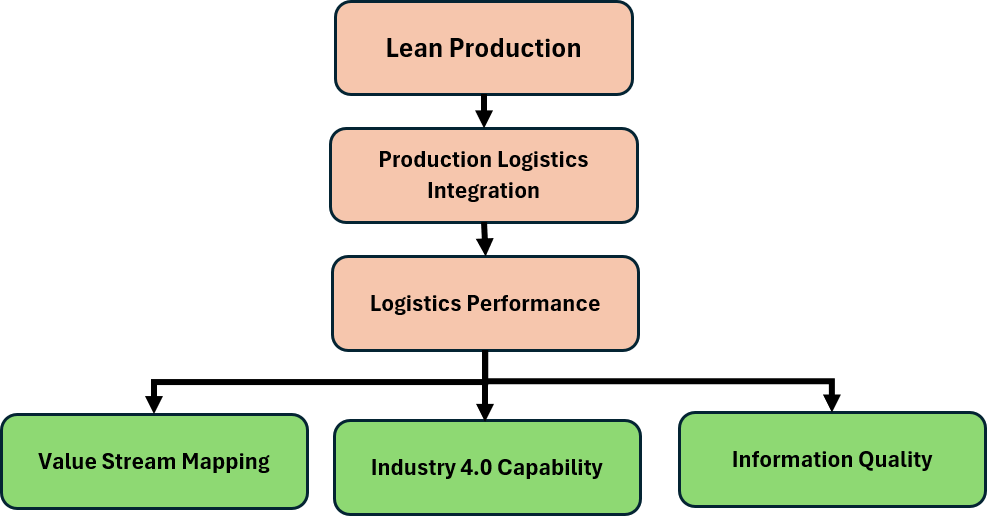 Lean Production
Production Logistics
Integration
Logistics Performance
Value Stream Mapping
Industry 4.0 Capability
Information Quality